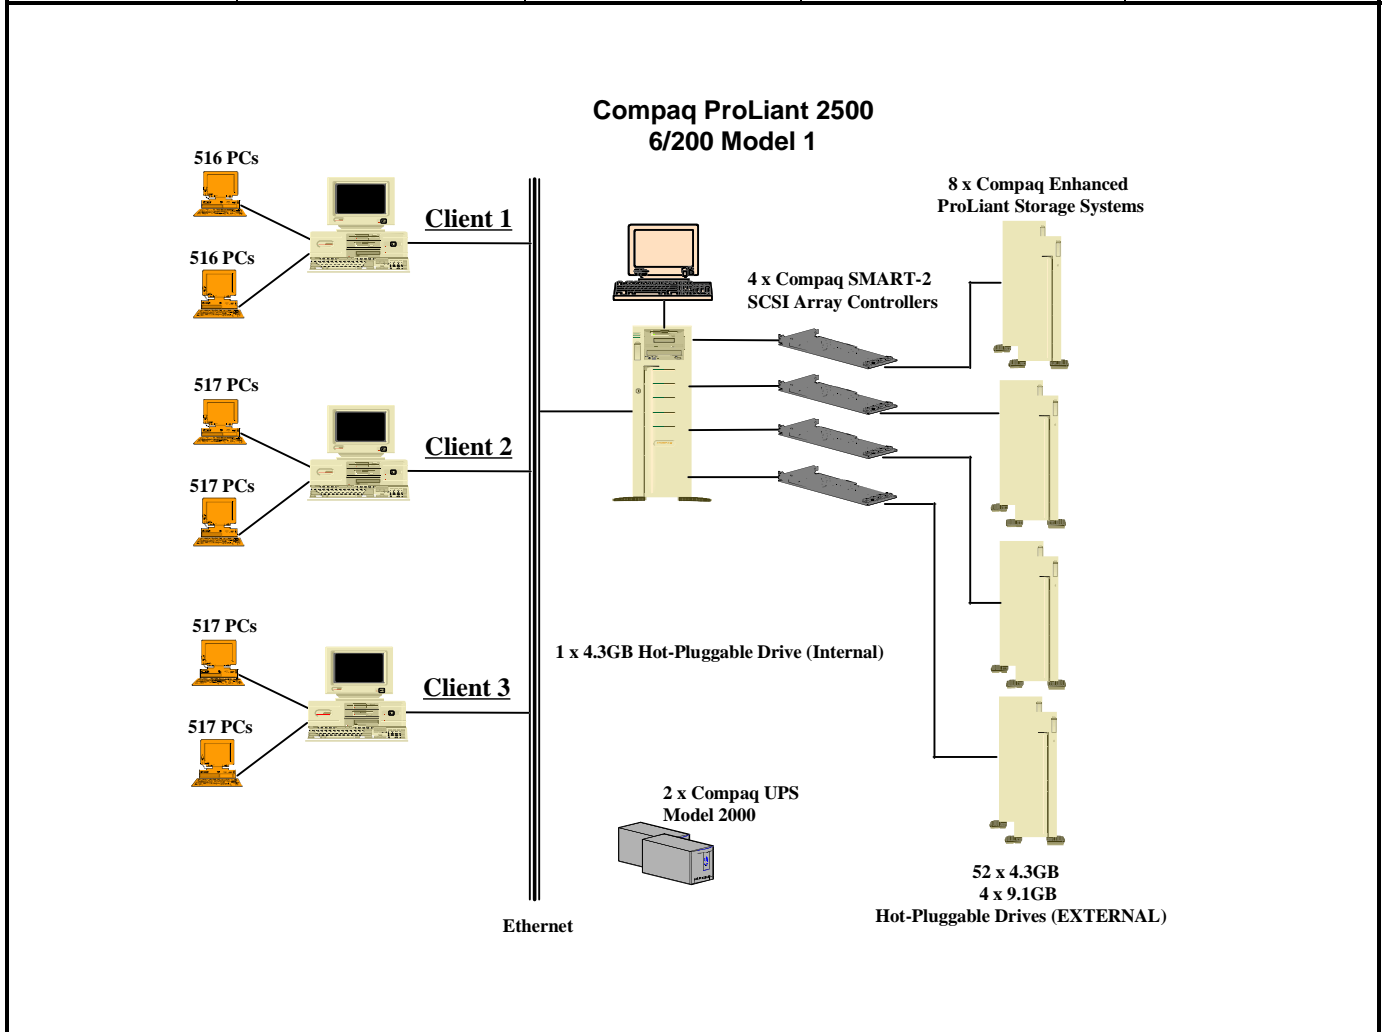 Compaq ProLiant 2500
6/200 Model 1
516 PCs
516 PCs
Client 1
517 PCs
517 PCs
Client 2
517 PCs
517 PCs
Client 3
Ethernet
4 x Compaq SMART-2
SCSI Array Controllers
8 x Compaq Enhanced
ProLiant Storage Systems
1 x 4.3GB Hot-Pluggable Drive (Internal)
2 x Compaq UPS
Model 2000
52 x 4.3GB
4 x 9.1GB
Hot-Pluggable Drives (EXTERNAL)